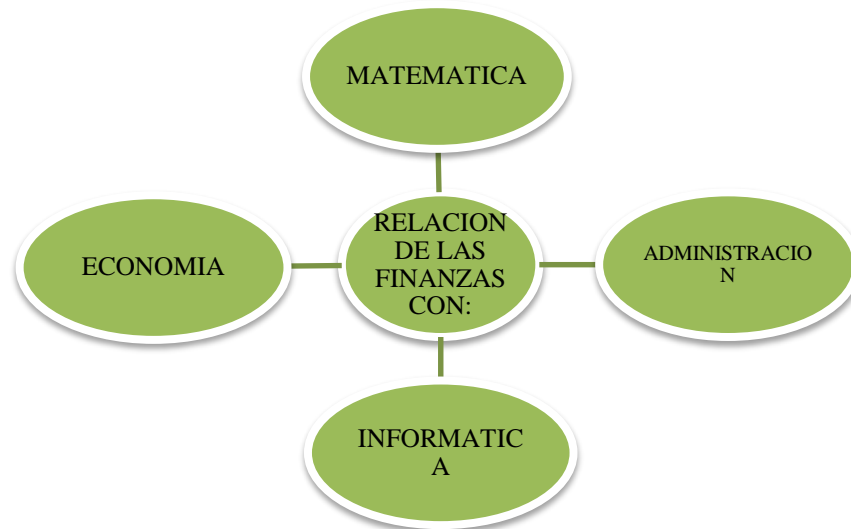 MATEMATICA
ECONOMIA
RELACION
DE LAS
FINANZAS
CON:
ADMINISTRACIO
N
INFORMATIC
A